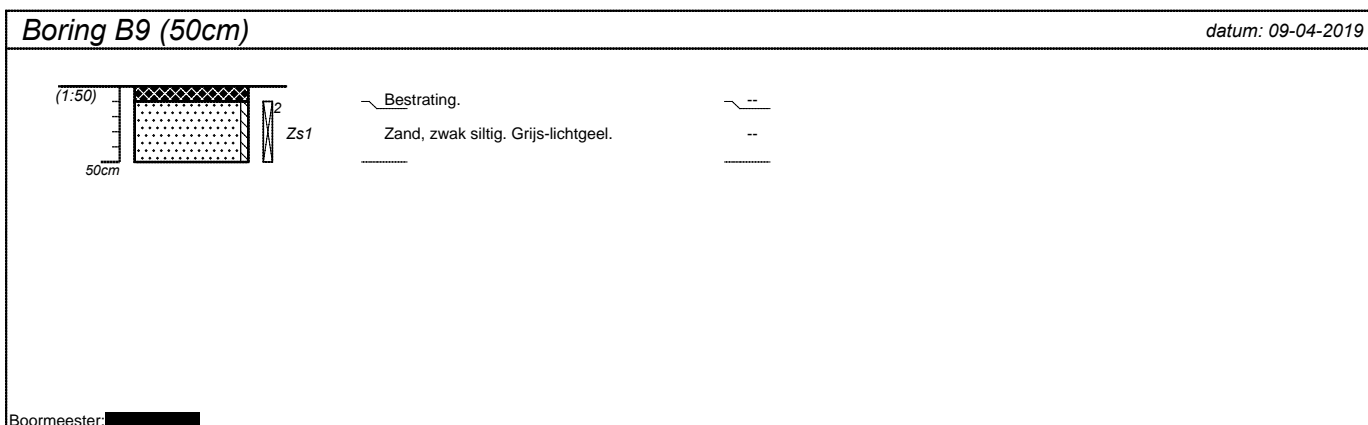 Boring B9 (50cm) datum: 09-04-2019
(1:50) 2 Bestrating. --
Zs1 Zand, zwak siltig. Grijs-lichtgeel. --
50cm
Boormeester: